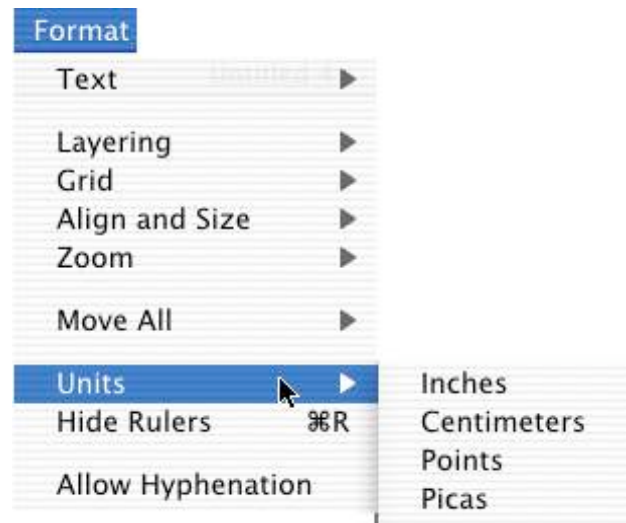 Format
Text
Layering
Grid
Align and Size
Zoom
Move All
Units
Hide Rulers ⌘R
Allow Hyphenation
Inches
Centimeters
Points
Picas